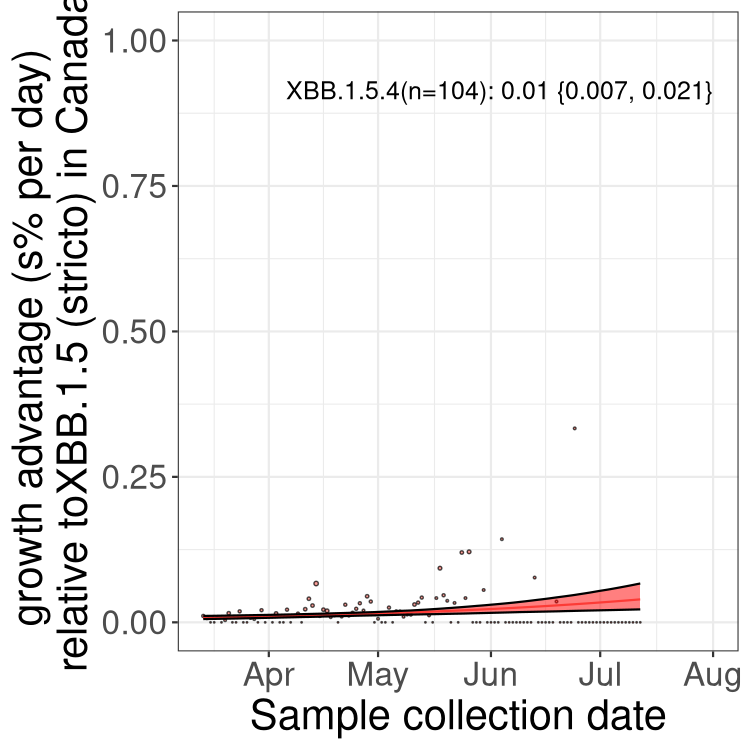 growth advantage (s% per day)
relative toXBB.1.5 (stricto) in Canada
1.00
0.75
0.50
0.25
0.00
XBB.1.5.4(n=104): 0.01 {0.007, 0.021}
Apr May Jun Jul Aug
Sample collection date